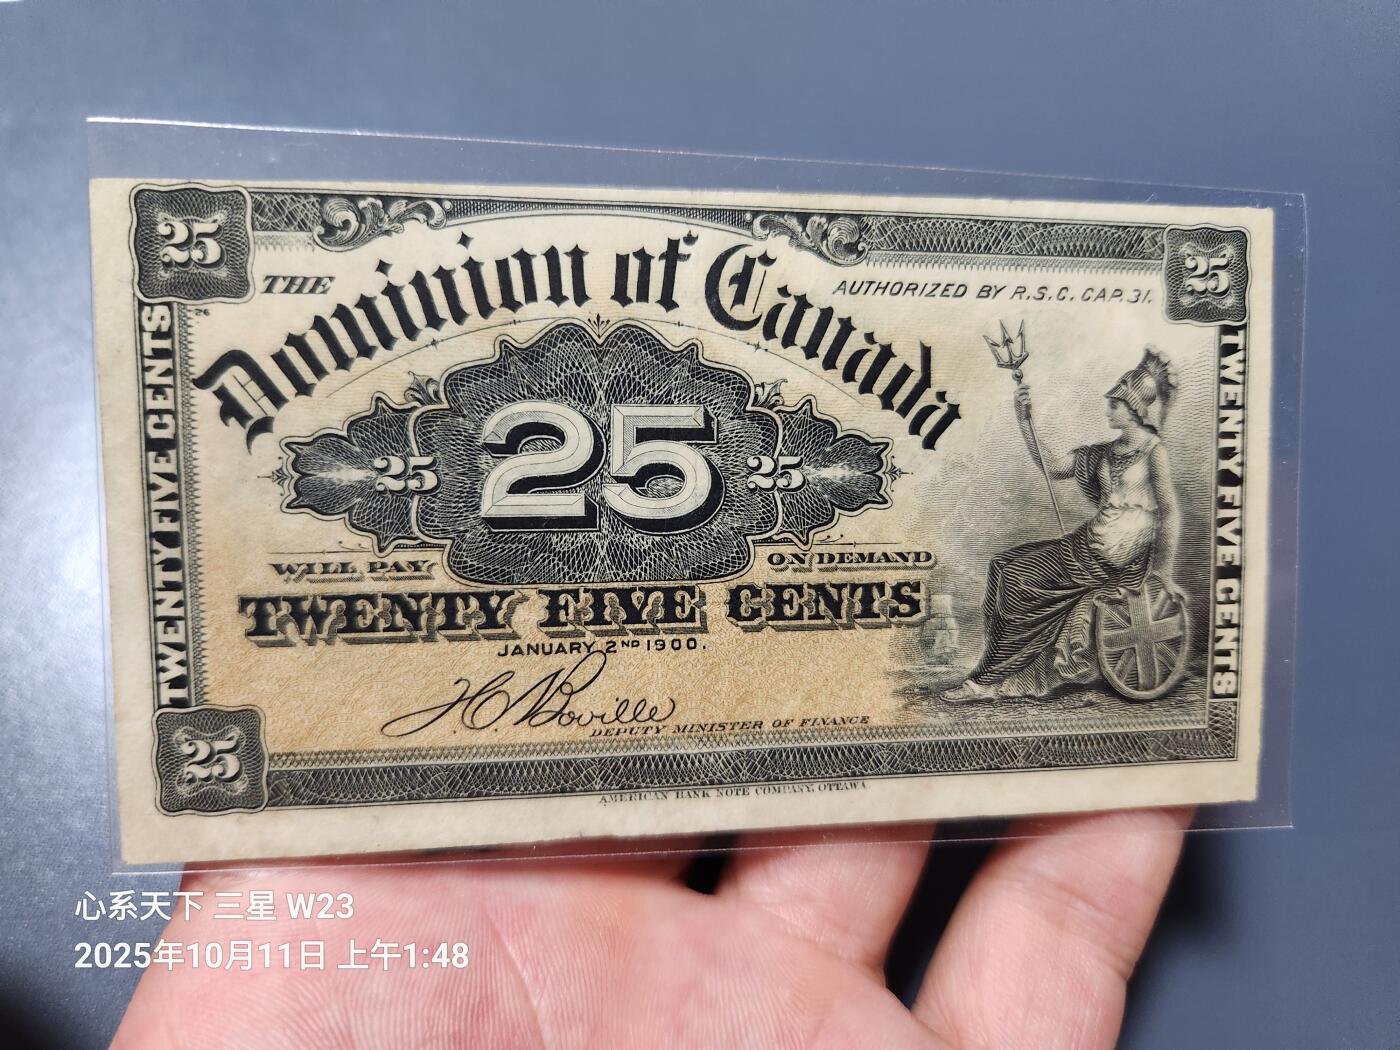 25
25
THE
Dominion of Canada
AUTHORIZED BY R.S.C. CAP. 31.
26
TWENTY FIVE CENTS
TWENTY FIVE CENTS
25
25
25
WILL PAY
ON DEMAND
TWENTY FIVE CENTS
JANUARY 2ND 1900.
H C Boville
DEPUTY MINISTER OF FINANCE
25
AMERICAN BANK NOTE COMPANY, OTTAWA.
心系天下 三星 W23
2025年10月11日 上午1:48